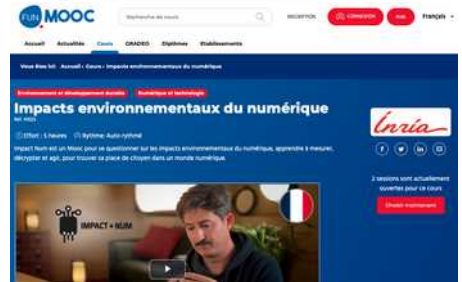 FUN MOOC
Recherche de cours
INSCRIPTION
CONNEXION
Français
Accueil Actualités Cours GRADEO Diplômes Etablissements
Vous êtes ici: Accueil › Cours › Impacts environnementaux du numérique
Environnement et développement durable Numérique et technologie
Impacts environnementaux du numérique
Effort : 5 heures Rythme: Auto-rythmé
Impact Num est un Mooc pour se questionner sur les impacts environnementaux du numérique, apprendre à mesurer,
décrypter et agir, pour trouver sa place de citoyen dans un monde numérique.
Inria
2 sessions sont actuellement
ouvertes pour ce cours
Choisir maintenant
IMPACT + NUM